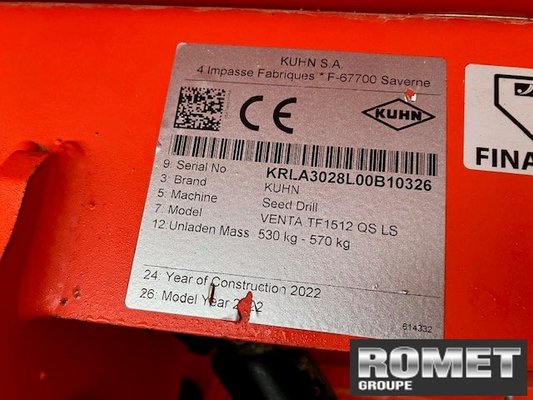 KUHN S.A.
4 Impasse Fabriques * F-67700 Saverne
CE
KUHN
9. Serial No KRLA3028L00B10326
3. Brand KUHN
5. Machine Seed Drill
7. Model VENTA TF1512 QS LS
12. Unladen Mass 530 kg - 570 kg
24. Year of Construction 2022
26. Model Year 2022
614332
FINA
ROMET
GROUPE